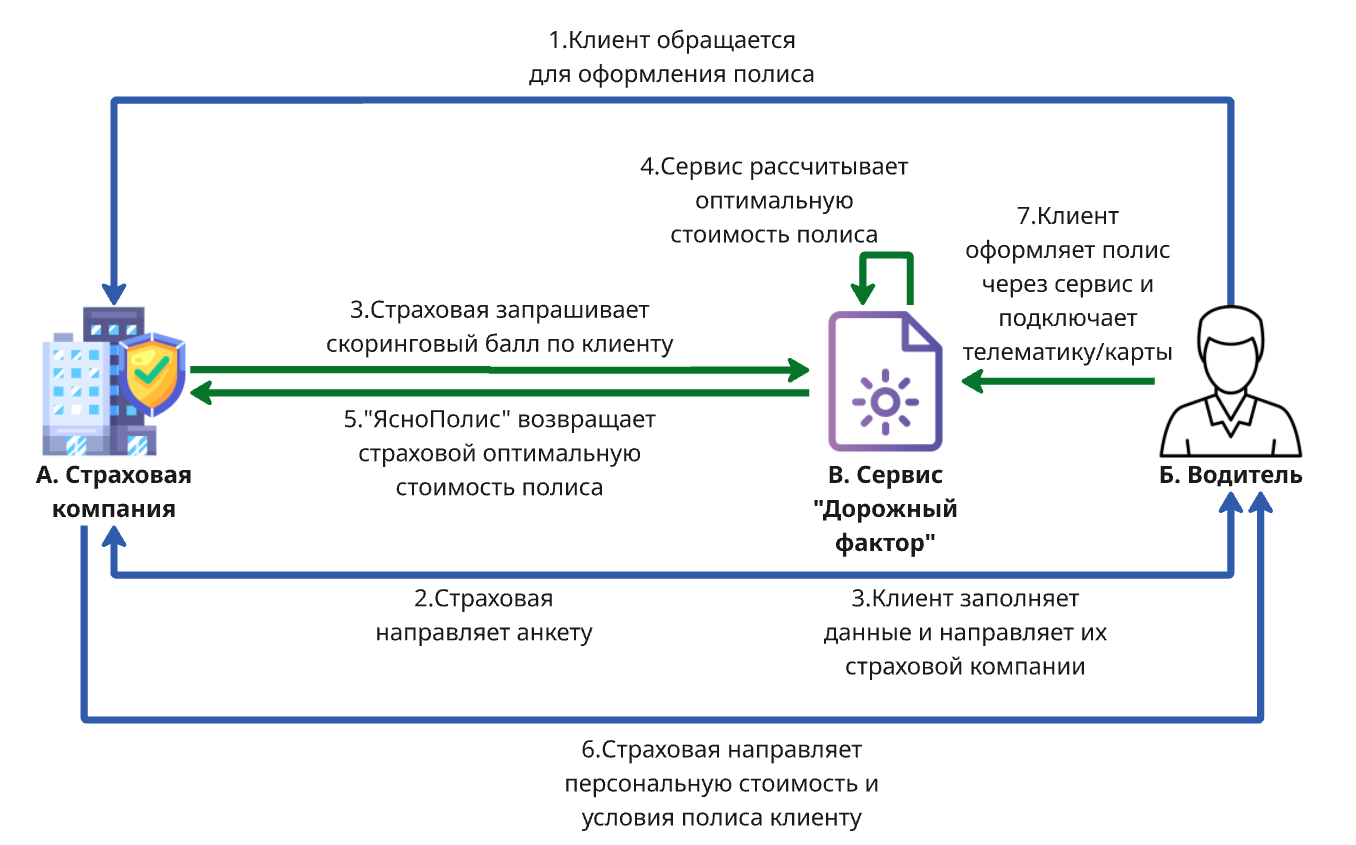 1.Клиент обращается
для оформления полиса
4.Сервис рассчитывает
оптимальную
стоимость полиса
7.Клиент
оформляет полис
через сервис и
подключает
телематику/карты
3.Страховая запрашивает
скоринговый балл по клиенту
5."ЯсноПолис" возвращает
страховой оптимальную
стоимость полиса
А. Страховая
компания
В. Сервис
"Дорожный
фактор"
Б. Водитель
2.Страховая
направляет анкету
3.Клиент заполняет
данные и направляет их
страховой компании
6.Страховая направляет
персональную стоимость и
условия полиса клиенту